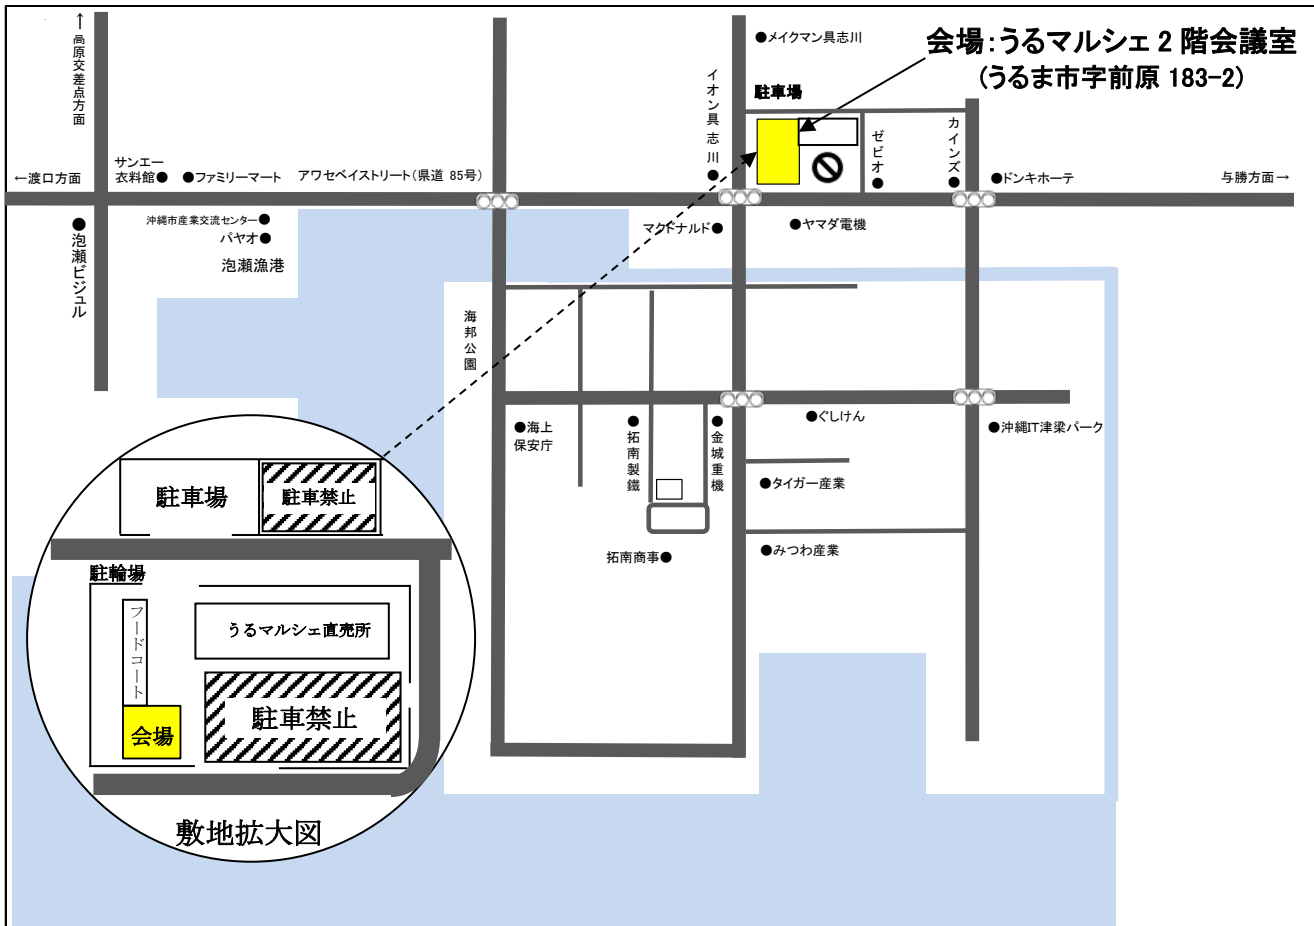 会場：うるマルシェ２階会議室
(うるま市字前原 183-2)
↑高原交差点方面
●メイクマン具志川
イオン具志川●
駐車場
ゼビオ●
カインズ●
サンエー
衣料館●
●ファミリーマート
アワセベイストリート(県道 85号)
←渡口方面
●ドンキホーテ
与勝方面→
●泡瀬ビジュル
沖縄市産業交流センター●
パヤオ●
泡瀬漁港
マクドナルド●
●ヤマダ電機
海邦公園
●海上
保安庁
●拓南製鐵
●金城重機
●ぐしけん
●沖縄IT津梁パーク
●タイガー産業
拓南商事●
●みつわ産業
駐車場
駐車禁止
駐輪場
フードコート
うるマルシェ直売所
駐車禁止
会場
敷地拡大図